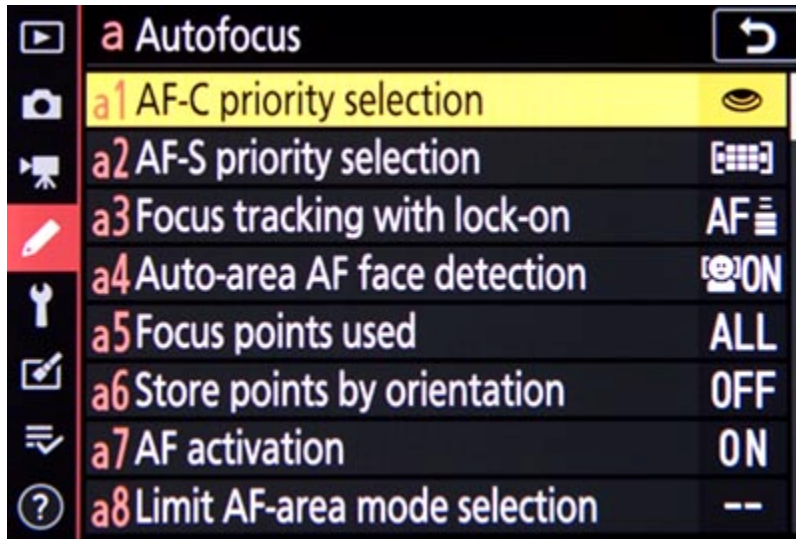 a Autofocus
a1 AF-C priority selection
a2 AF-S priority selection
a3 Focus tracking with lock-on AF
a4 Auto-area AF face detection ON
a5 Focus points used ALL
a6 Store points by orientation OFF
a7 AF activation ON
a8 Limit AF-area mode selection --
?